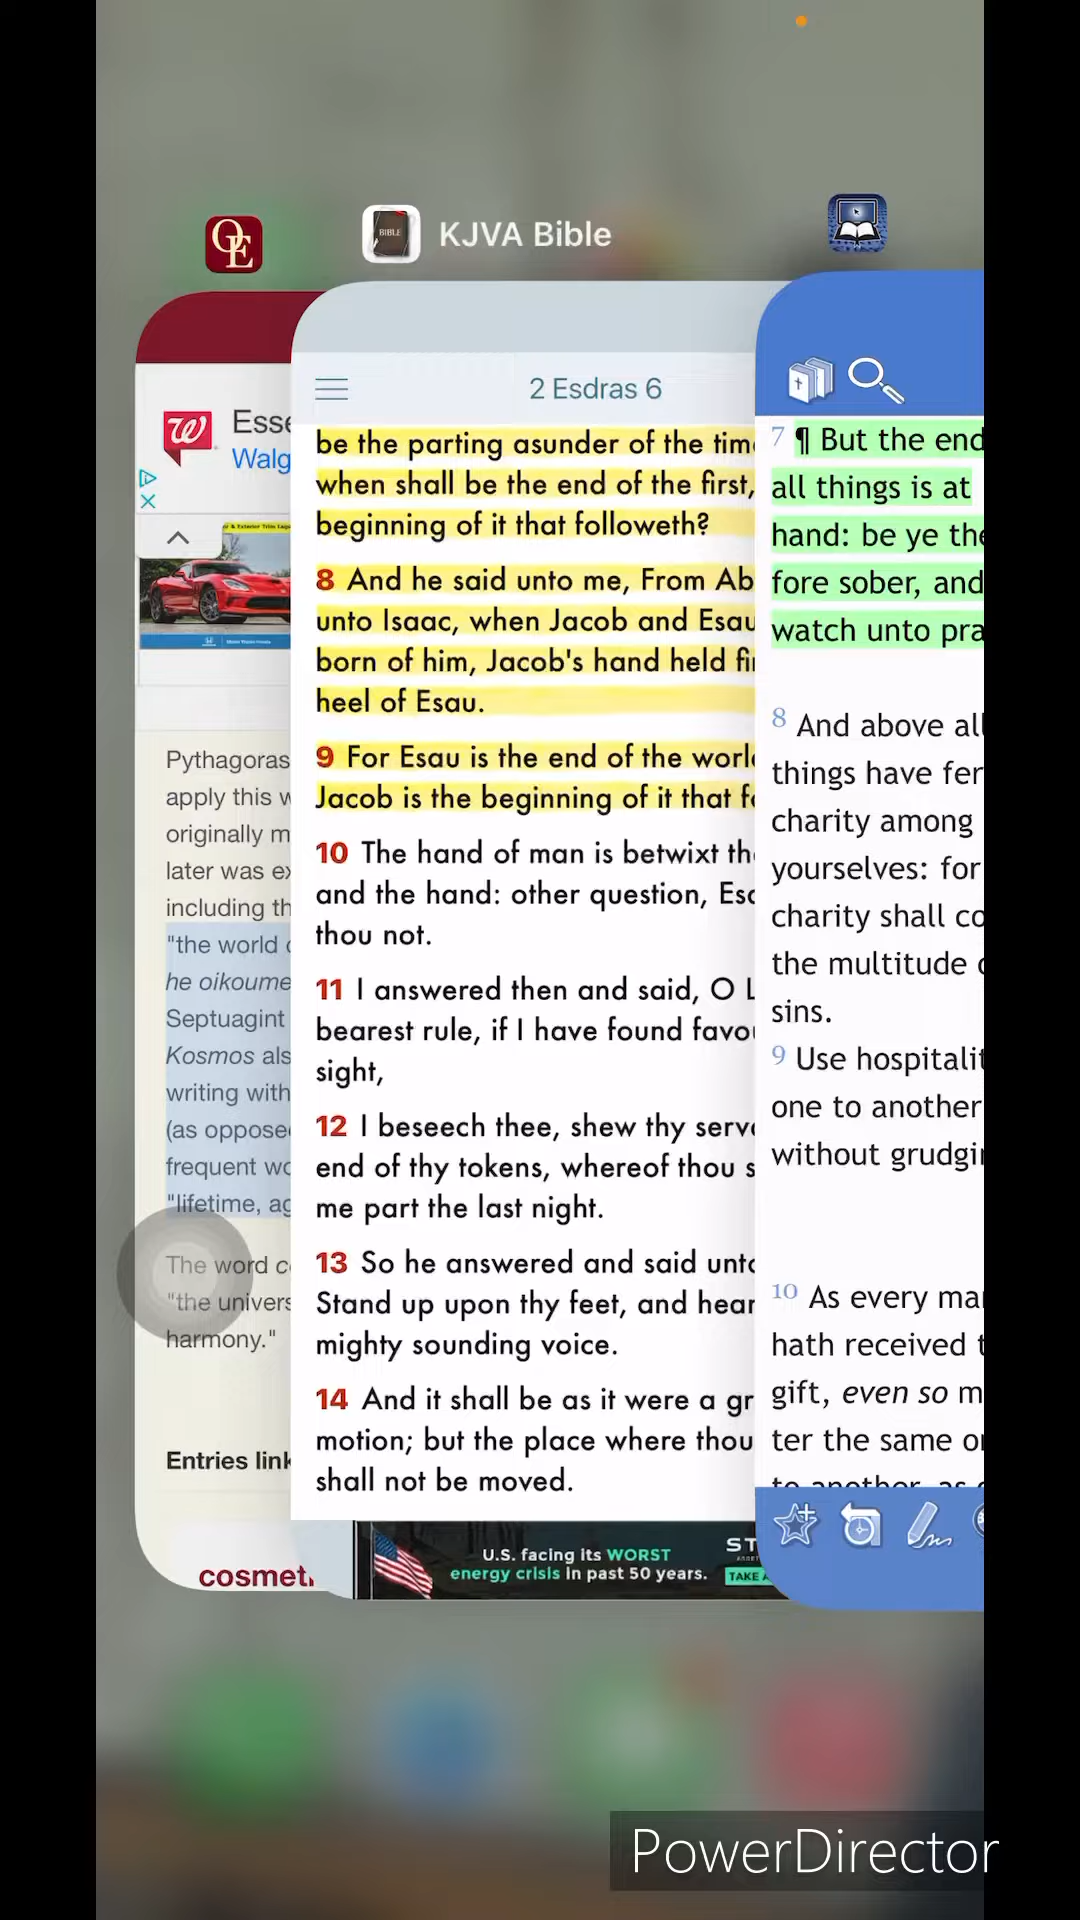 KJVA Bible
Esse
Walg
Pythagoras
apply this w
originally m
later was ex
including th
"the world
he oikoume
Septuagint
Kosmos als
writing with
(as oppose
frequent wo
"lifetime, ag
The word c
"the univers
harmony."
Entries link
cosmet
2 Esdras 6
be the parting asunder of the tim
when shall be the end of the first,
beginning of it that followeth?
8 And he said unto me, From Ab
unto Isaac, when Jacob and Esau
born of him, Jacob's hand held fi
heel of Esau.
9 For Esau is the end of the worl
Jacob is the beginning of it that f
10 The hand of man is betwixt th
and the hand: other question, Esd
thou not.
11 I answered then and said, O L
bearest rule, if I have found favou
sight,
12 I beseech thee, shew thy serv
end of thy tokens, whereof thou s
me part the last night.
13 So he answered and said unto
Stand up upon thy feet, and hear
mighty sounding voice.
14 And it shall be as it were a gr
motion; but the place where thou
shall not be moved.
U.S. facing its WORST
energy crisis in past 50 years.
ST
TAKE A
7 ¶ But the end
all things is at
hand: be ye the
fore sober, and
watch unto pra
8 And above all
things have fer
charity among
yourselves: for
charity shall co
the multitude o
sins.
9 Use hospitalit
one to another
without grudgin
10 As every ma
hath received t
gift, even so m
ter the same o
to another, as
PowerDirector